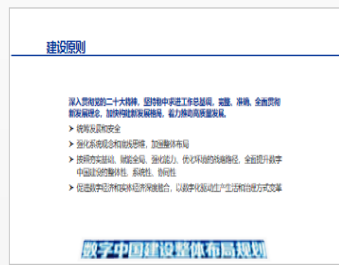 建设原则
深入贯彻党的二十大精神，坚持稳中求进工作总基调，完整、准确、全面贯彻
新发展理念，加快构建新发展格局，着力推动高质量发展。
➢ 统筹发展和安全
➢ 强化系统观念和底线思维，加强整体布局
➢ 按照夯实基础、赋能全局、强化能力、优化环境的战略路径，全面提升数字
中国建设的整体性、系统性、协同性
➢ 促进数字经济和实体经济深度融合，以数字化驱动生产生活和治理方式变革
数字中国建设整体布局规划